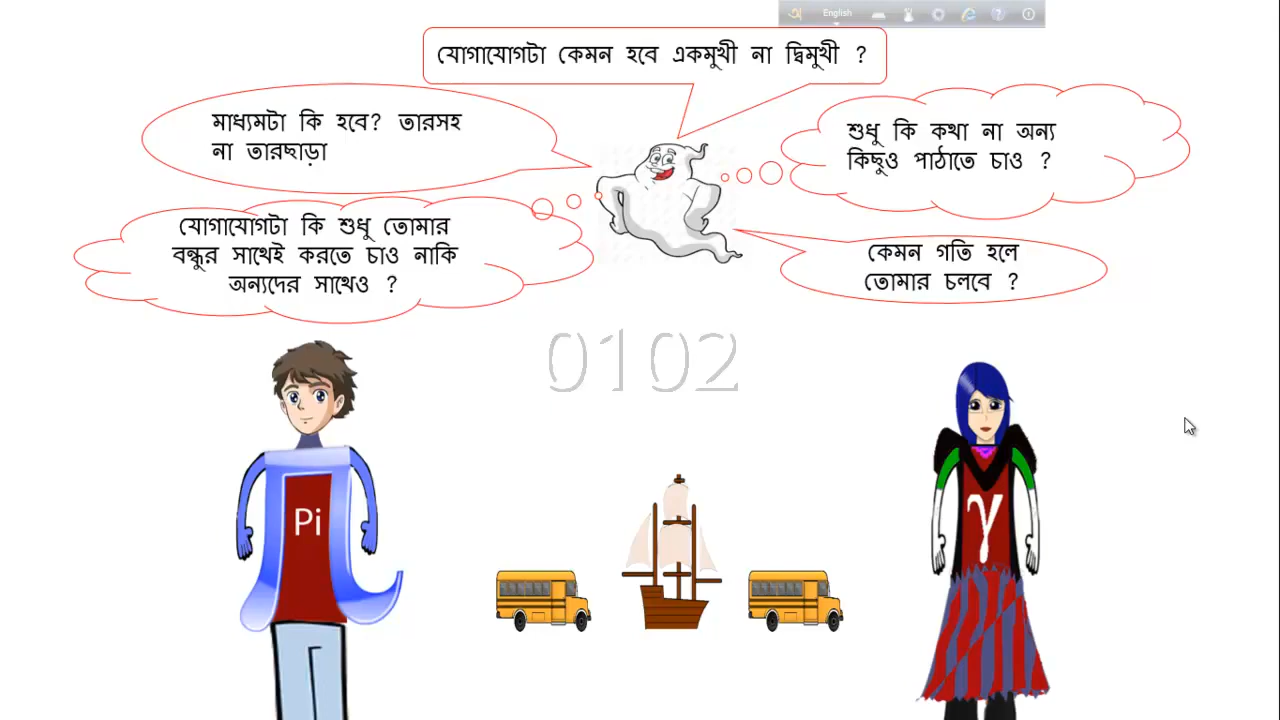 English
যোগাযোগটা কেমন হবে একমুখী না দ্বিমুখী ?
মাধ্যমটা কি হবে? তারসহ
না তারছাড়া
শুধু কি কথা না অন্য
কিছুও পাঠাতে চাও ?
যোগাযোগটা কি শুধু তোমার
বন্ধুর সাথেই করতে চাও নাকি
অন্যদের সাথেও ?
কেমন গতি হলে
তোমার চলবে ?
0102
Pi
γ